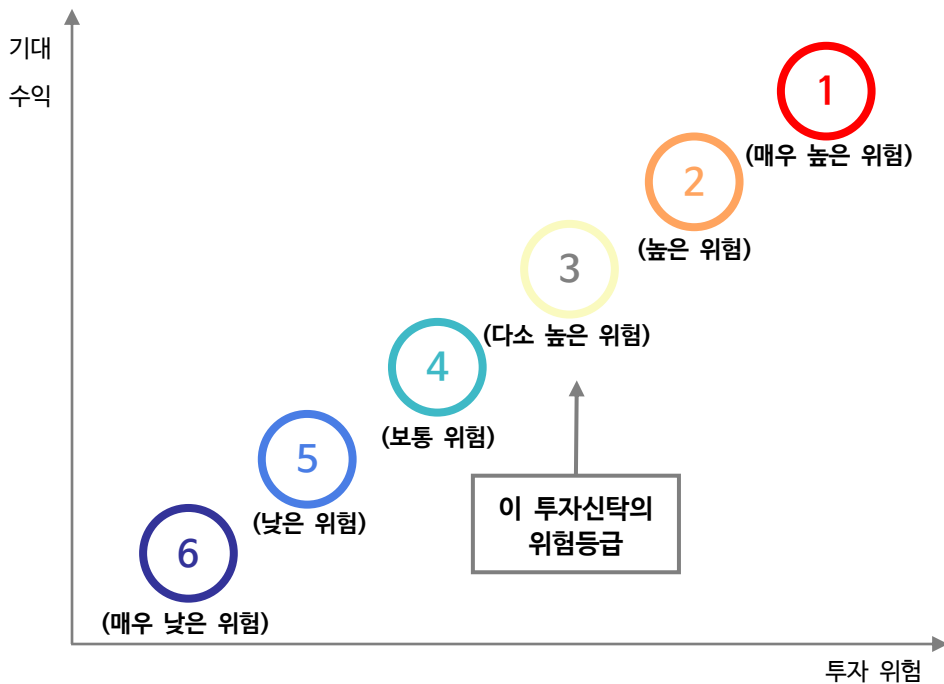 기대
수익
1
(매우 높은 위험)
2
(높은 위험)
3
(다소 높은 위험)
4
(보통 위험)
5
(낮은 위험)
이 투자신탁의
위험등급
6
(매우 낮은 위험)
투자 위험